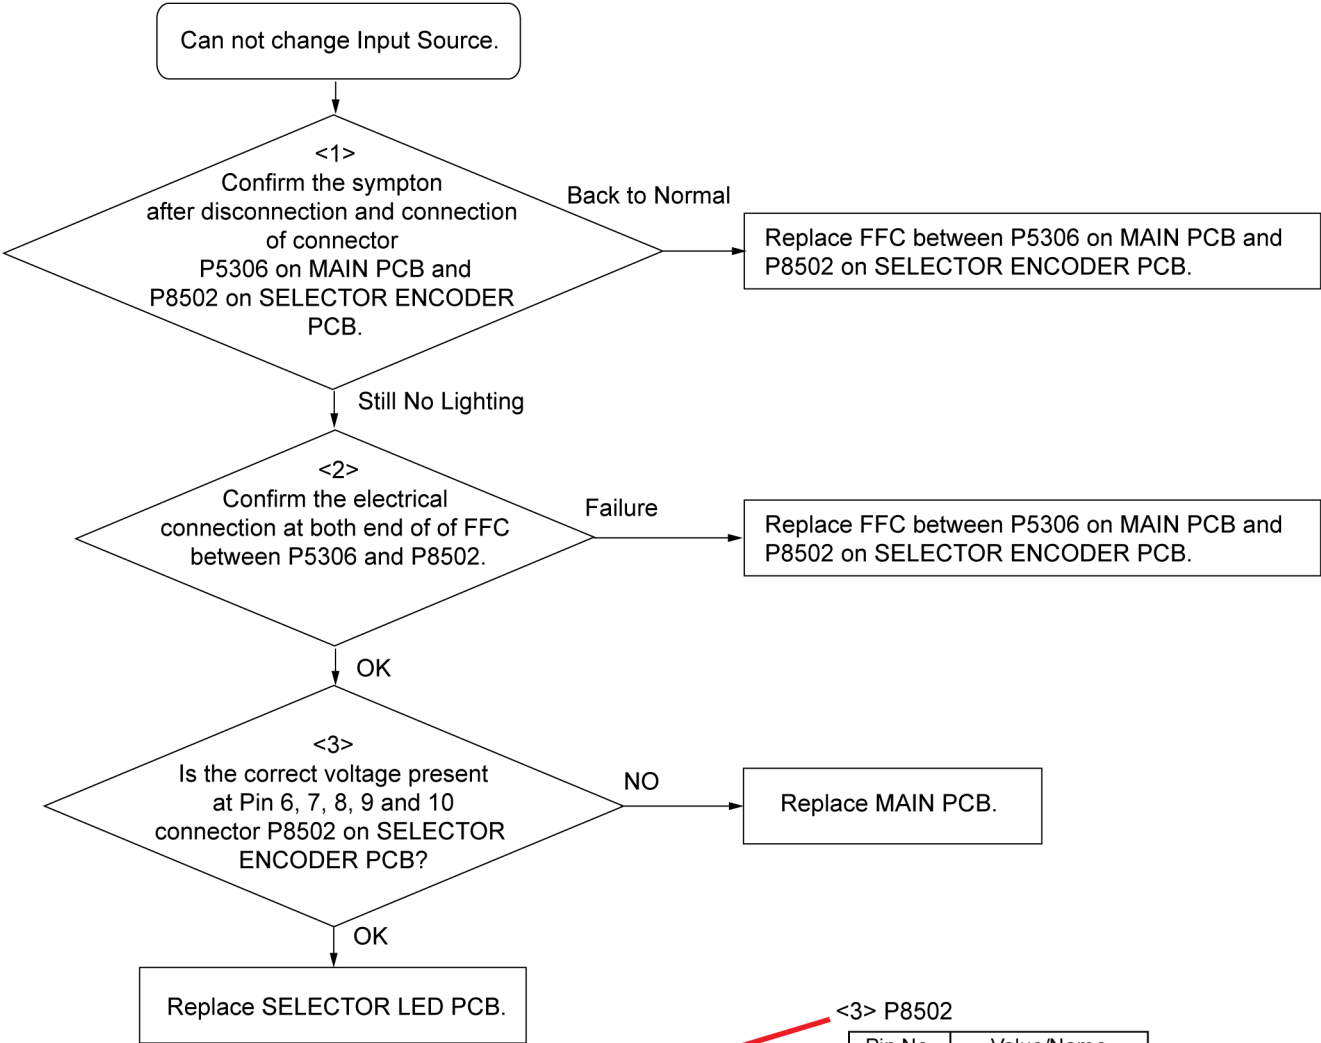 Can not change Input Source.
<1>
Confirm the sympton
after disconnection and connection
of connector
P5306 on MAIN PCB and
P8502 on SELECTOR ENCODER
PCB.
Back to Normal
Replace FFC between P5306 on MAIN PCB and
P8502 on SELECTOR ENCODER PCB.
Still No Lighting
<2>
Confirm the electrical
connection at both end of of FFC
between P5306 and P8502.
Failure
Replace FFC between P5306 on MAIN PCB and
P8502 on SELECTOR ENCODER PCB.
OK
<3>
Is the correct voltage present
at Pin 6, 7, 8, 9 and 10
connector P8502 on SELECTOR
ENCODER PCB?
NO
Replace MAIN PCB.
OK
Replace SELECTOR LED PCB.
<3> P8502
Pin No. Value/Name